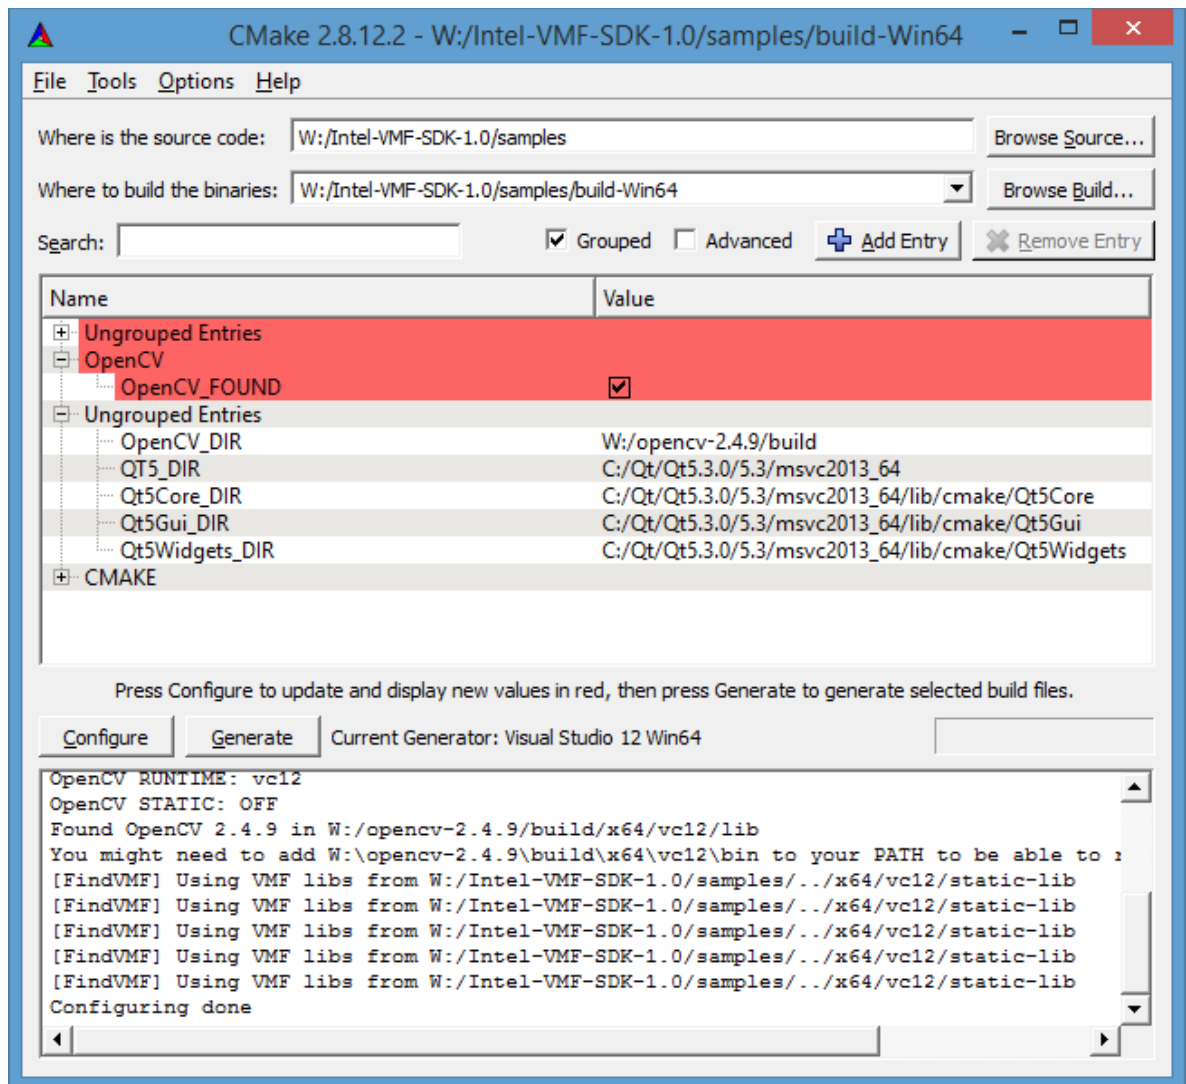 CMake 2.8.12.2 - W:/Intel-VMF-SDK-1.0/samples/build-Win64
File Tools Options Help
Where is the source code: W:/Intel-VMF-SDK-1.0/samples Browse Source...
Where to build the binaries: W:/Intel-VMF-SDK-1.0/samples/build-Win64 Browse Build...
Search: Grouped Advanced Add Entry Remove Entry
Name Value
Ungrouped Entries
OpenCV
OpenCV_FOUND
Ungrouped Entries
OpenCV_DIR W:/opencv-2.4.9/build
QT5_DIR C:/Qt/Qt5.3.0/5.3/msvc2013_64
Qt5Core_DIR C:/Qt/Qt5.3.0/5.3/msvc2013_64/lib/cmake/Qt5Core
Qt5Gui_DIR C:/Qt/Qt5.3.0/5.3/msvc2013_64/lib/cmake/Qt5Gui
Qt5Widgets_DIR C:/Qt/Qt5.3.0/5.3/msvc2013_64/lib/cmake/Qt5Widgets
CMAKE
Press Configure to update and display new values in red, then press Generate to generate selected build files.
Configure Generate Current Generator: Visual Studio 12 Win64
OpenCV RUNTIME: vc12
OpenCV STATIC: OFF
Found OpenCV 2.4.9 in W:/opencv-2.4.9/build/x64/vc12/lib
You might need to add W:\opencv-2.4.9\build\x64\vc12\bin to your PATH to be able to
[FindVMF] Using VMF libs from W:/Intel-VMF-SDK-1.0/samples/../x64/vc12/static-lib
[FindVMF] Using VMF libs from W:/Intel-VMF-SDK-1.0/samples/../x64/vc12/static-lib
[FindVMF] Using VMF libs from W:/Intel-VMF-SDK-1.0/samples/../x64/vc12/static-lib
[FindVMF] Using VMF libs from W:/Intel-VMF-SDK-1.0/samples/../x64/vc12/static-lib
[FindVMF] Using VMF libs from W:/Intel-VMF-SDK-1.0/samples/../x64/vc12/static-lib
Configuring done